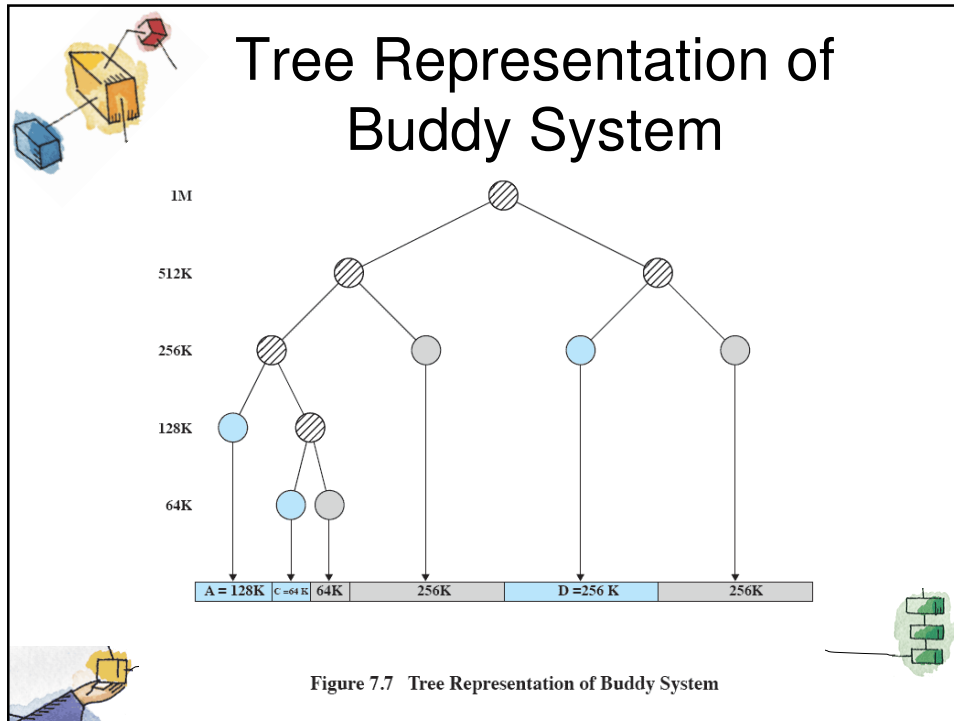 Tree Representation of
Buddy System
1M
512K
256K
128K
64K
A = 128K C =64 K 64K 256K D =256 K 256K
Figure 7.7 Tree Representation of Buddy System